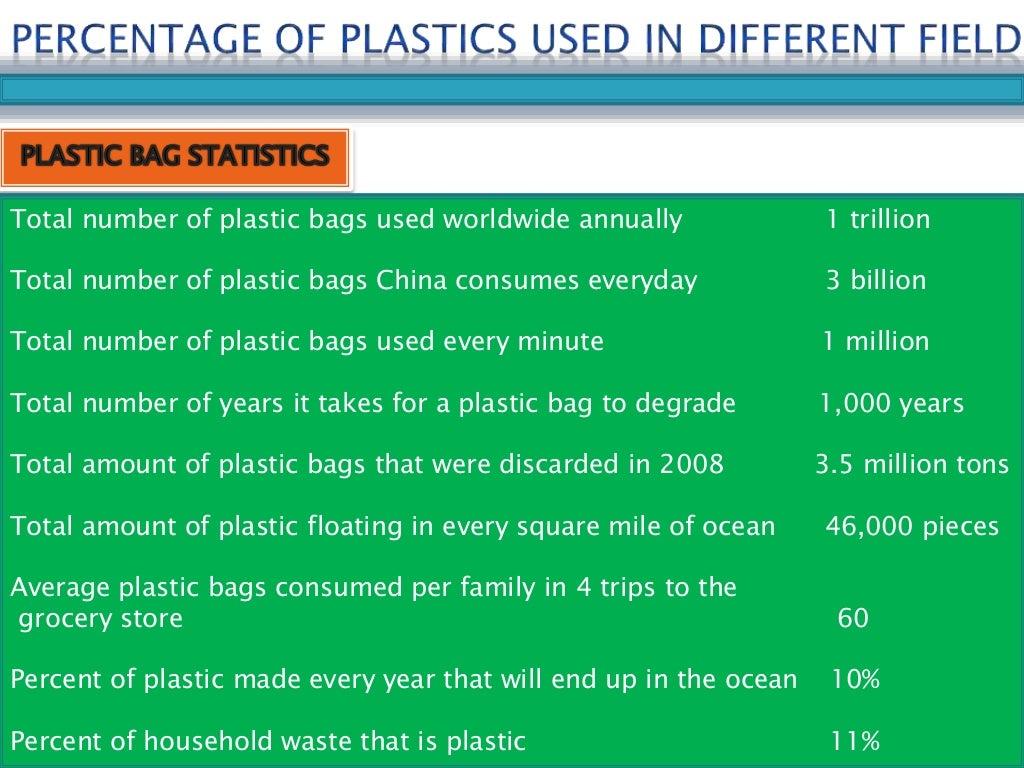 PERCENTAGE OF PLASTICS USED IN DIFFERENT FIELD
PLASTIC BAG STATISTICS
Total number of plastic bags used worldwide annually 1 trillion
Total number of plastic bags China consumes everyday 3 billion
Total number of plastic bags used every minute 1 million
Total number of years it takes for a plastic bag to degrade 1,000 years
Total amount of plastic bags that were discarded in 2008 3.5 million tons
Total amount of plastic floating in every square mile of ocean 46,000 pieces
Average plastic bags consumed per family in 4 trips to the
grocery store 60
Percent of plastic made every year that will end up in the ocean 10%
Percent of household waste that is plastic 11%